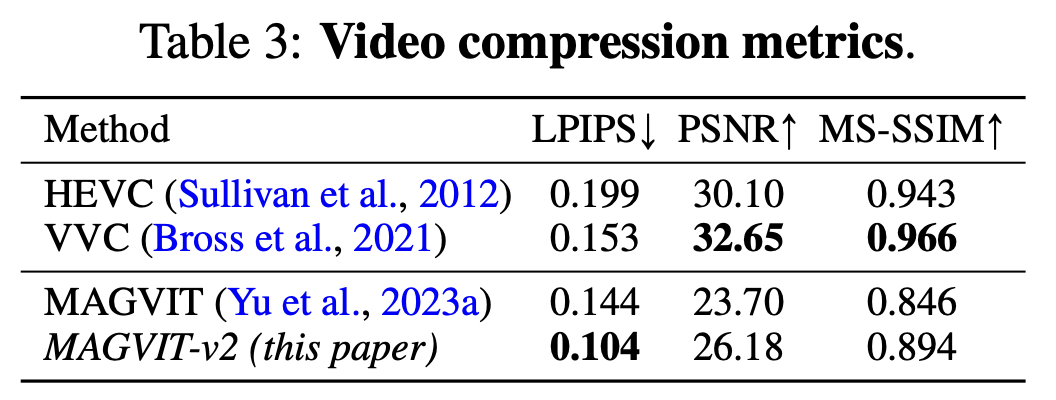 Table 3: Video compression metrics.
Method LPIPS↓ PSNR↑ MS-SSIM↑
HEVC (Sullivan et al., 2012) 0.199 30.10 0.943
VVC (Bross et al., 2021) 0.153 32.65 0.966
MAGVIT (Yu et al., 2023a) 0.144 23.70 0.846
MAGVIT-v2 (this paper) 0.104 26.18 0.894